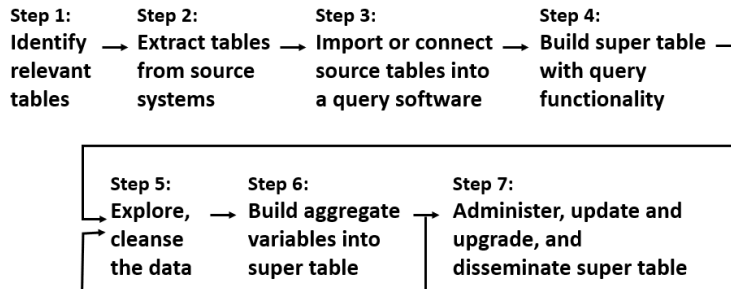 Step 1:
Identify
relevant
tables
Step 2:
Extract tables
from source
systems
Step 3:
Import or connect
source tables into
a query software
Step 4:
Build super table
with query
functionality
Step 5:
Explore,
cleanse
the data
Step 6:
Build aggregate
variables into
super table
Step 7:
Administer, update and
upgrade, and
disseminate super table